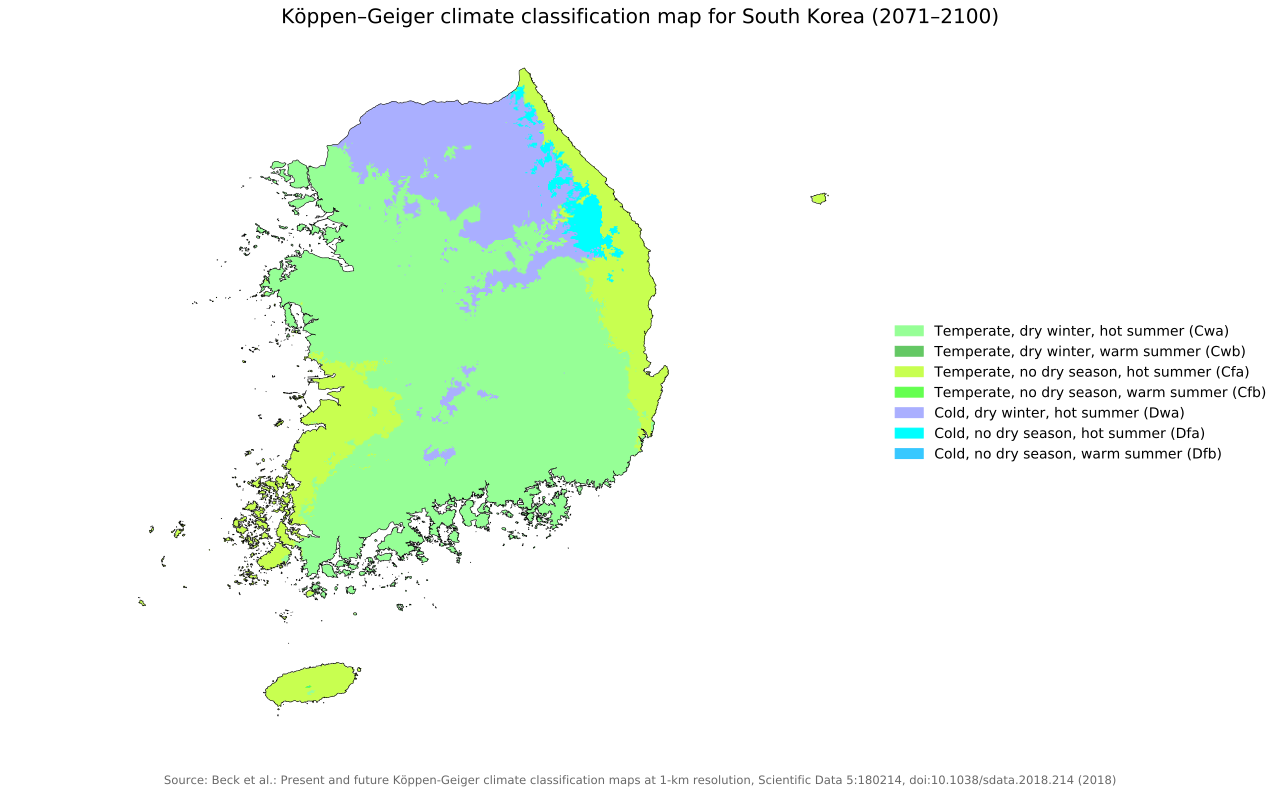 Köppen–Geiger climate classification map for South Korea (2071–2100)
Temperate, dry winter, hot summer (Cwa)
Temperate, dry winter, warm summer (Cwb)
Temperate, no dry season, hot summer (Cfa)
Temperate, no dry season, warm summer (Cfb)
Cold, dry winter, hot summer (Dwa)
Cold, no dry season, hot summer (Dfa)
Cold, no dry season, warm summer (Dfb)
Source: Beck et al.: Present and future Köppen-Geiger climate classification maps at 1-km resolution, Scientific Data 5:180214, doi:10.1038/sdata.2018.214 (2018)